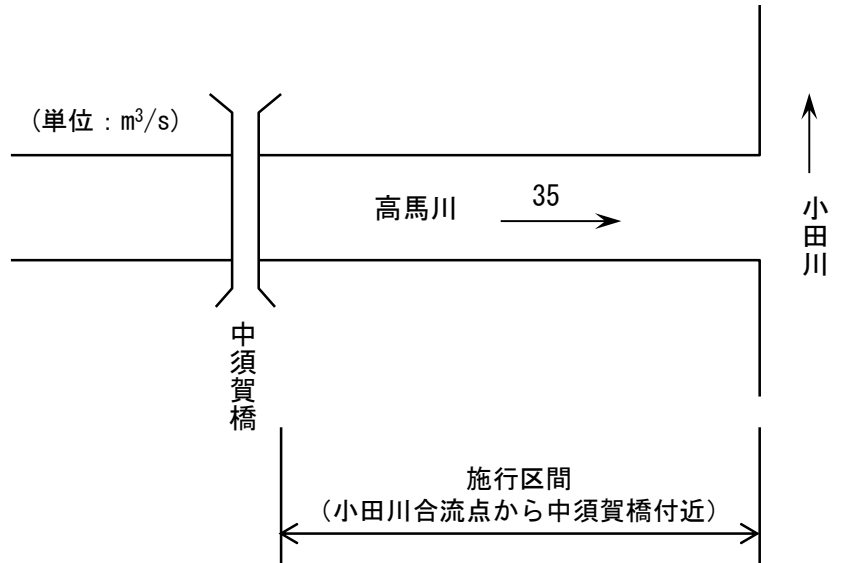 (単位：m³/s)
高馬川
35
小田川
中須賀橋
施行区間
（小田川合流点から中須賀橋付近）